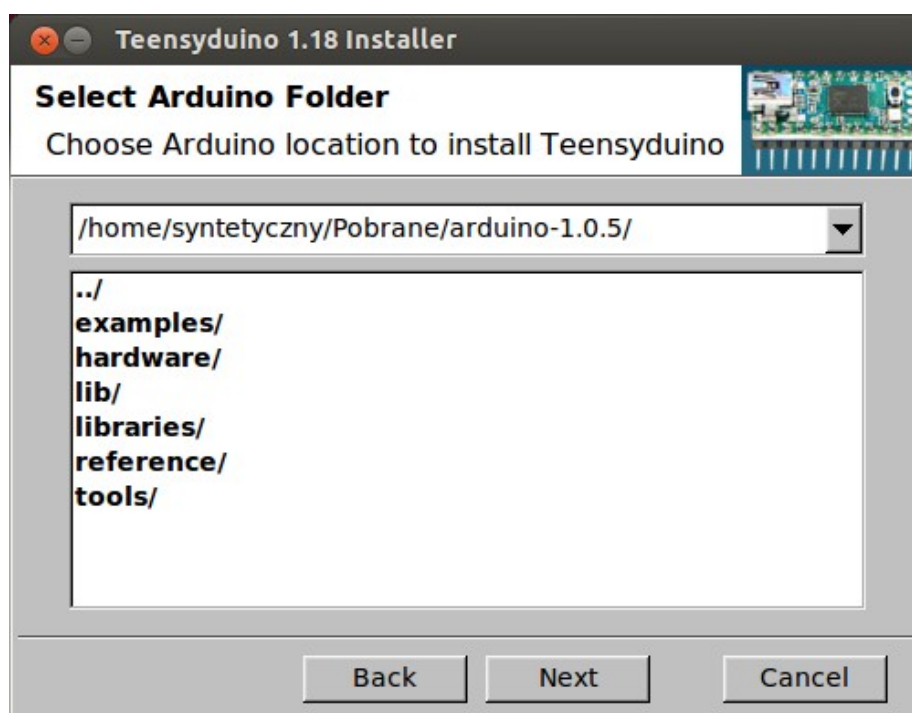 Teensyduino 1.18 Installer
Select Arduino Folder
Choose Arduino location to install Teensyduino
/home/syntetyczny/Pobrane/arduino-1.0.5/
../
examples/
hardware/
lib/
libraries/
reference/
tools/
Back Next Cancel